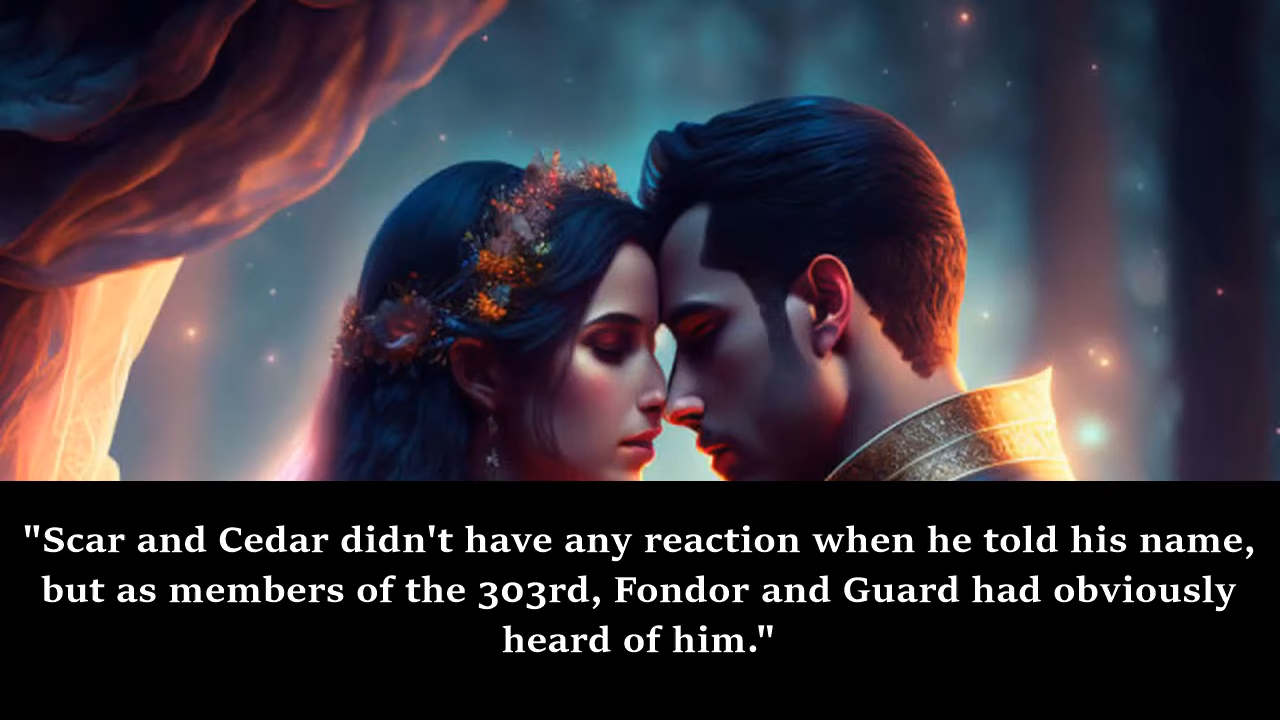 "Scar and Cedar didn't have any reaction when he told his name,
but as members of the 303rd, Fondor and Guard had obviously
heard of him."